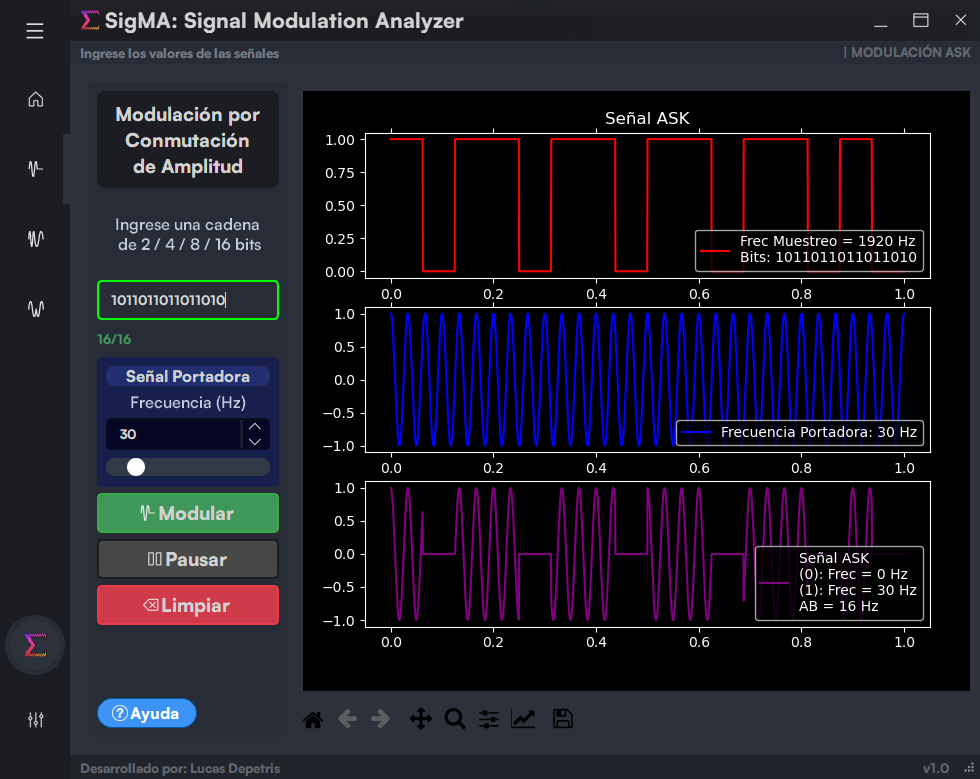 SigMA: Signal Modulation Analyzer
Ingrese los valores de las señales
| MODULACIÓN ASK
Modulación por
Conmutación
de Amplitud
Ingrese una cadena
de 2 / 4 / 8 / 16 bits
1011011011011010
16/16
Señal Portadora
Frecuencia (Hz)
30
Modular
Pausar
Limpiar
Ayuda
Señal ASK
1.00
0.75
0.50
0.25
0.00
Frec Muestreo = 1920 Hz
Bits: 1011011011011010
0.0 0.2 0.4 0.6 0.8 1.0
1.0
0.5
0.0
−0.5
−1.0
Frecuencia Portadora: 30 Hz
0.0 0.2 0.4 0.6 0.8 1.0
1.0
0.5
0.0
−0.5
−1.0
Señal ASK
(0): Frec = 0 Hz
(1): Frec = 30 Hz
AB = 16 Hz
0.0 0.2 0.4 0.6 0.8 1.0
Desarrollado por: Lucas Depetris
v1.0